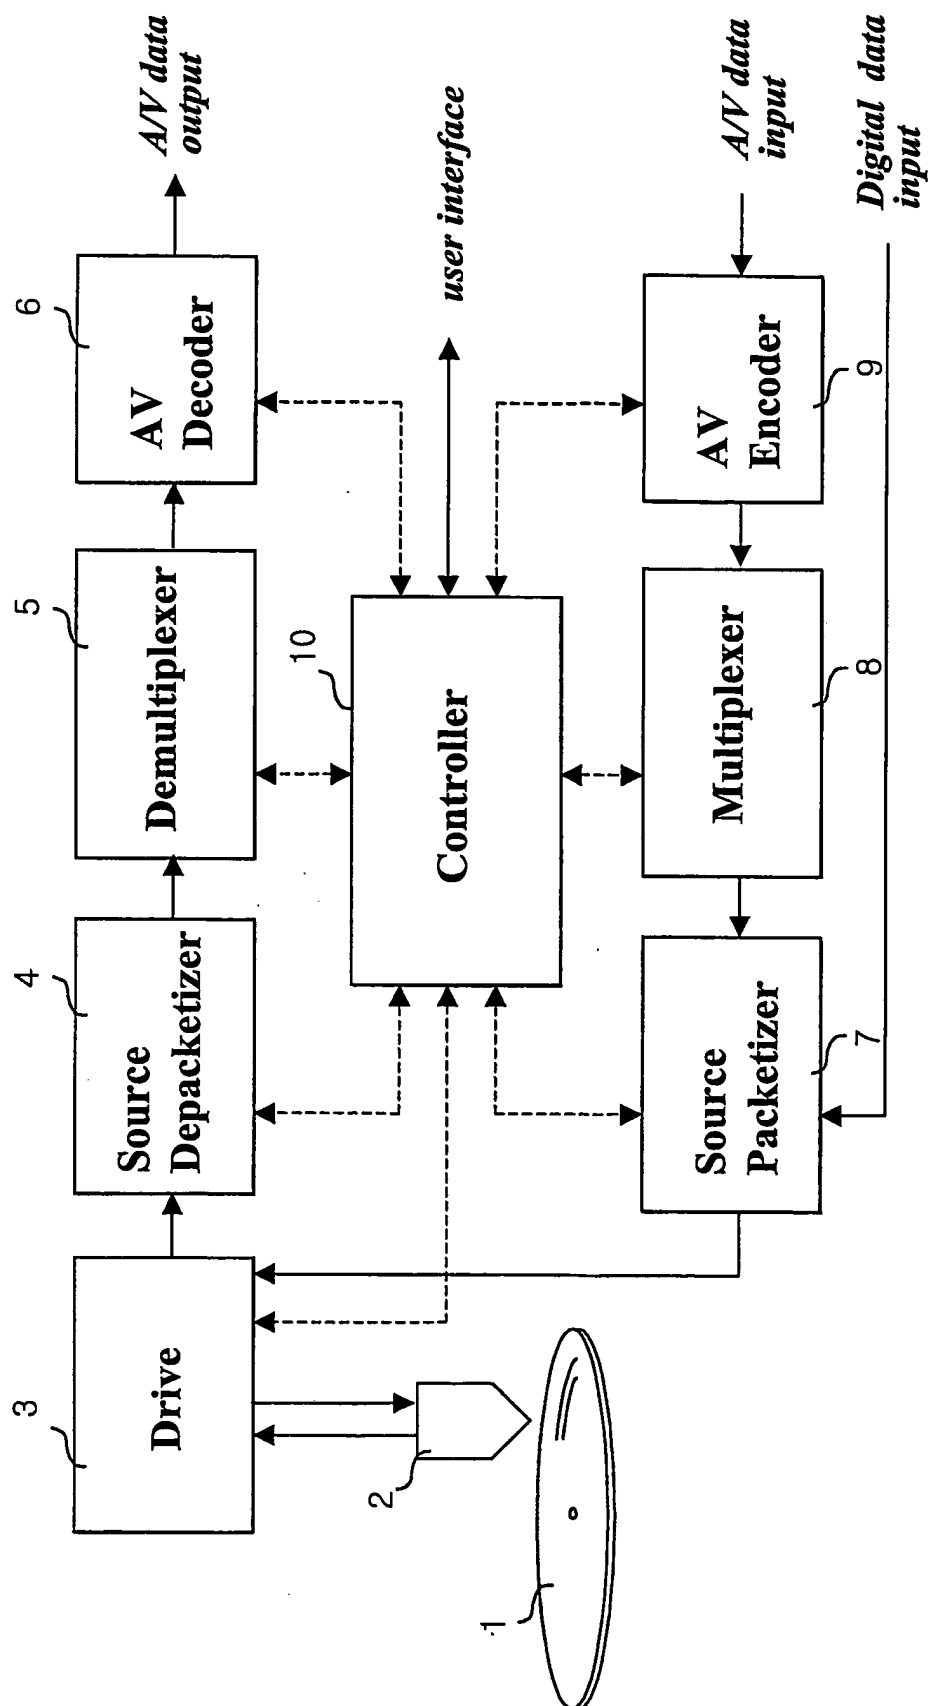 3
Drive
4
Source
Depacketizer
5
Demultiplexer
6
AV
Decoder
A/V data
output
2
1
10
Controller
user interface
Source
Packetizer
7
Multiplexer
8
AV
Encoder
9
A/V data
input
Digital data
input